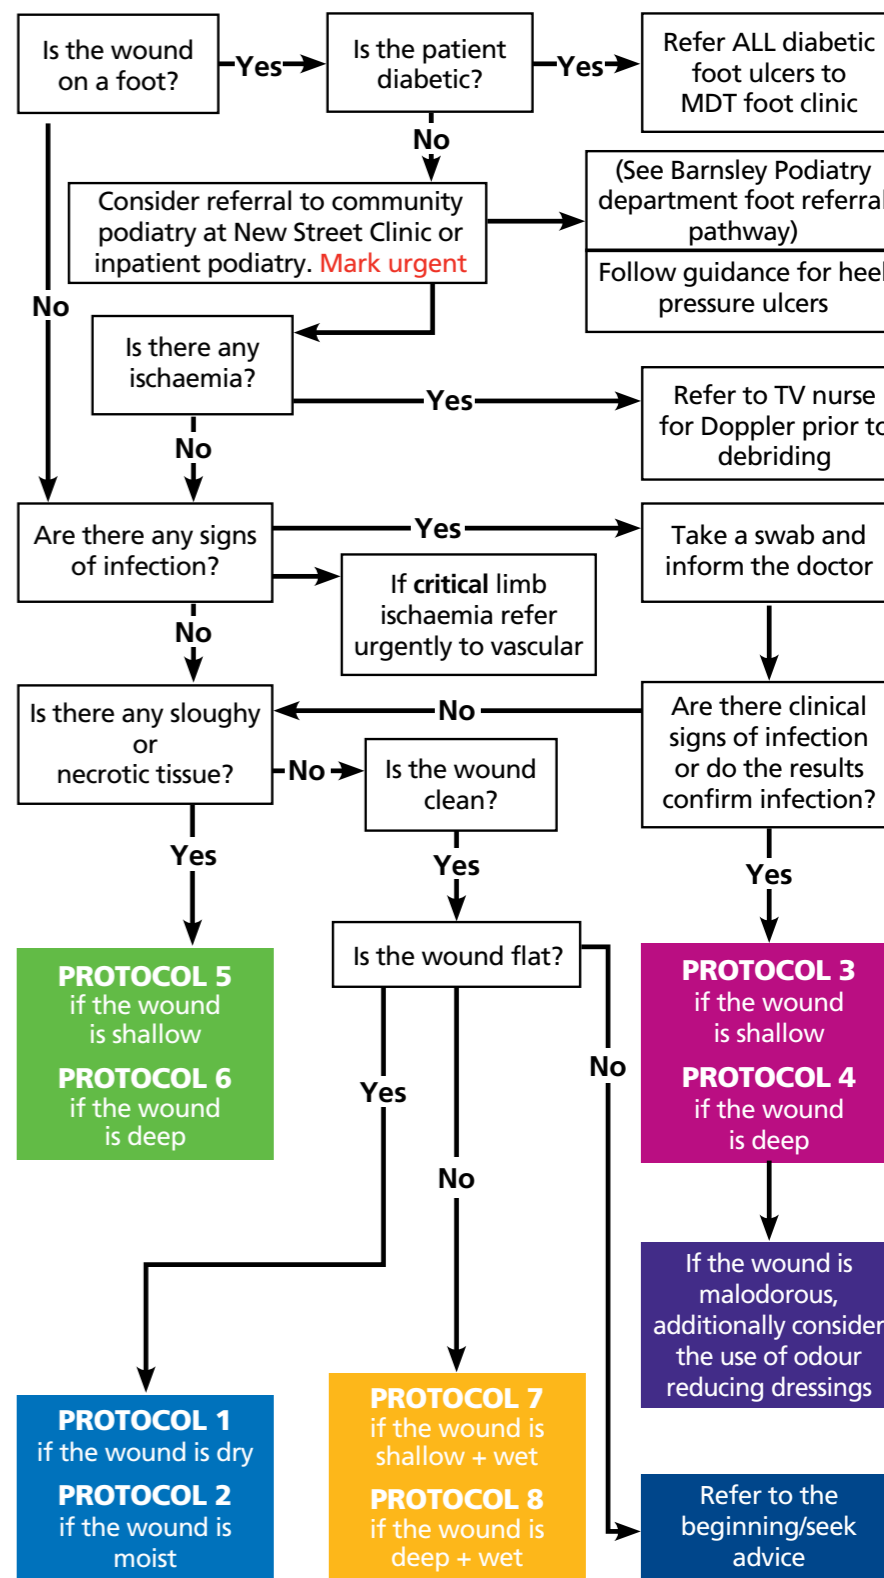 Is the wound
on a foot?
Yes
Is the patient
diabetic?
Yes
Refer ALL diabetic
foot ulcers to
MDT foot clinic
No
Consider referral to community
podiatry at New Street Clinic or
inpatient podiatry. Mark urgent
(See Barnsley Podiatry
department foot referral
pathway)
Follow guidance for heel
pressure ulcers
No
Is there any
ischaemia?
Yes
Refer to TV nurse
for Doppler prior to
debriding
No
Are there any signs
of infection?
Yes
Take a swab and
inform the doctor
If critical limb
ischaemia refer
urgently to vascular
No
Is there any sloughy
or
necrotic tissue?
No
Are there clinical
signs of infection
or do the results
confirm infection?
No
Is the wound
clean?
Yes
Yes
Yes
Is the wound flat?
PROTOCOL 5
if the wound
is shallow
PROTOCOL 6
if the wound
is deep
PROTOCOL 3
if the wound
is shallow
PROTOCOL 4
if the wound
is deep
Yes
No
No
If the wound is
malodorous,
additionally consider
the use of odour
reducing dressings
PROTOCOL 1
if the wound is dry
PROTOCOL 2
if the wound is
moist
PROTOCOL 7
if the wound is
shallow + wet
PROTOCOL 8
if the wound is
deep + wet
Refer to the
beginning/seek
advice